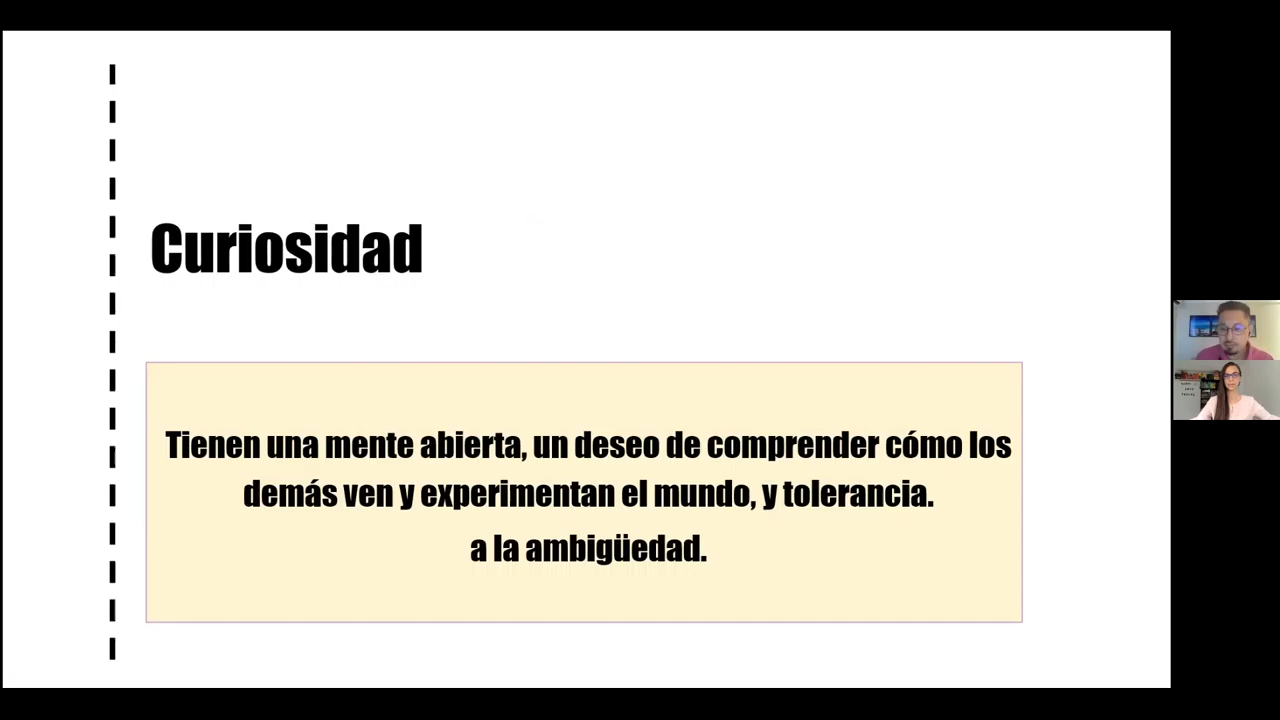 Curiosidad
Tienen una mente abierta, un deseo de comprender cómo los
demás ven y experimentan el mundo, y tolerancia.
a la ambigüedad.